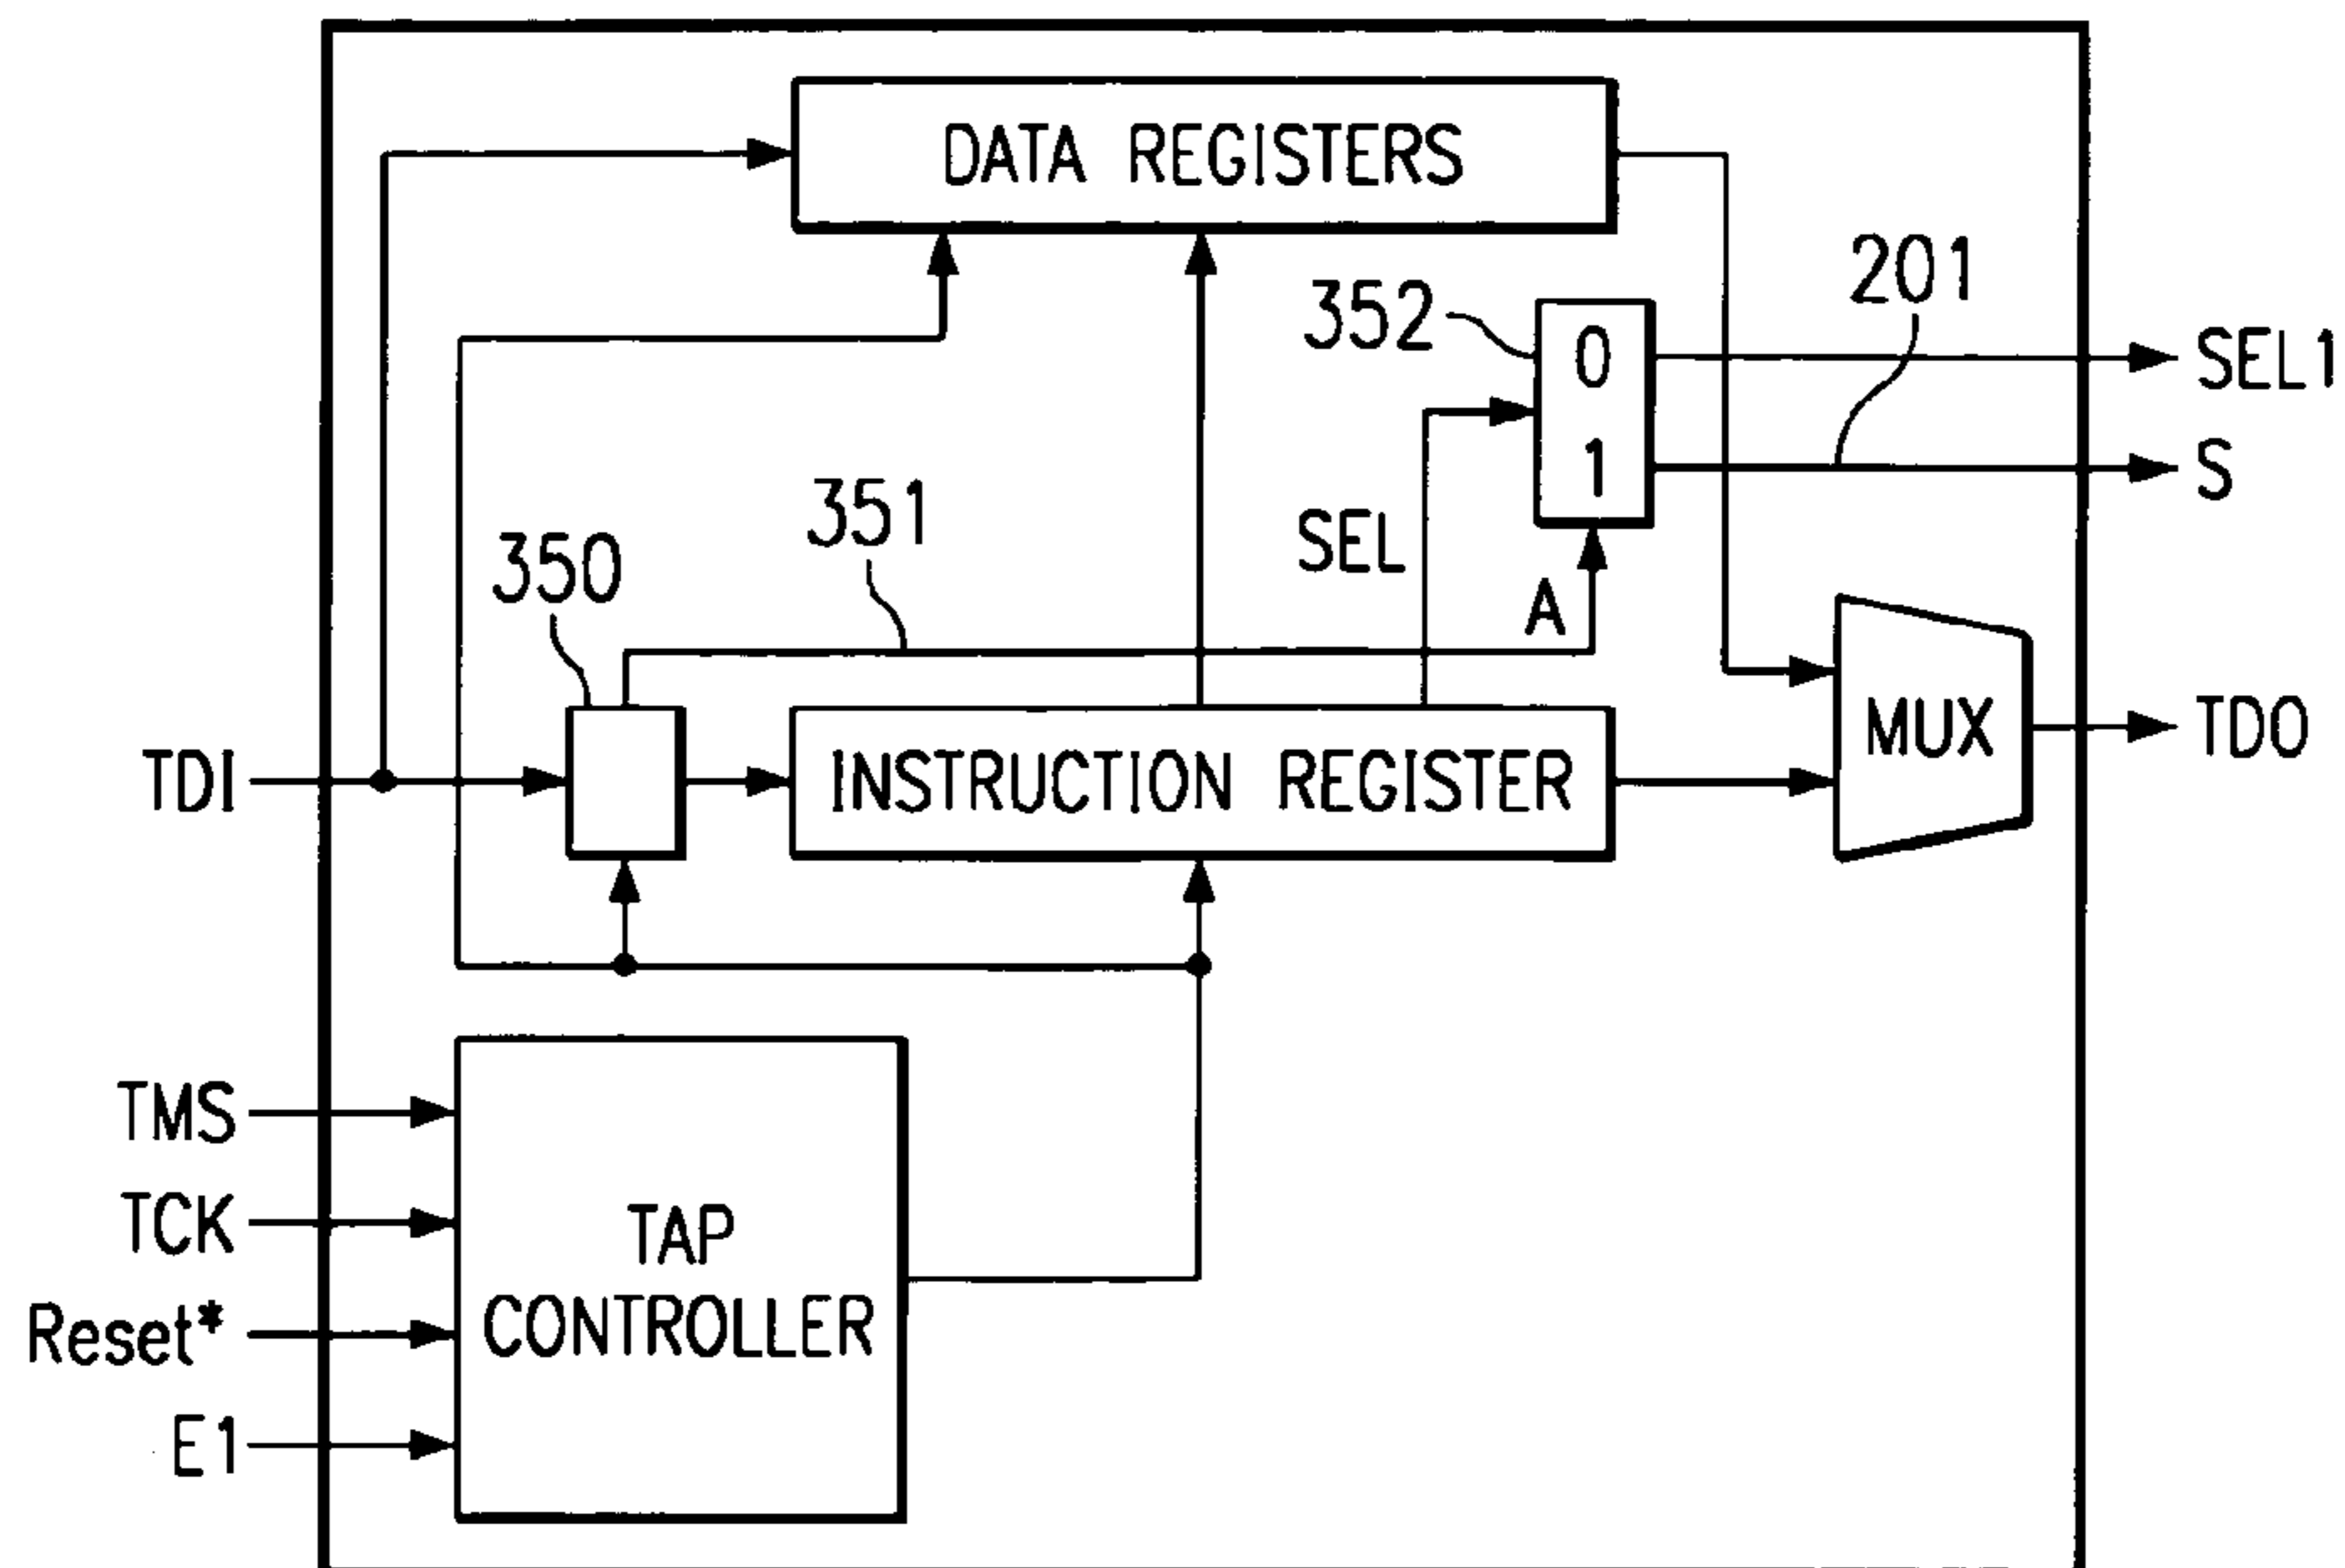 DATA REGISTERS
201
352
0
SEL1
1
S
351
SEL
350
A
MUX
TDO
TDI
INSTRUCTION REGISTER
TMS
TCK
TAP
CONTROLLER
Reset*
E1